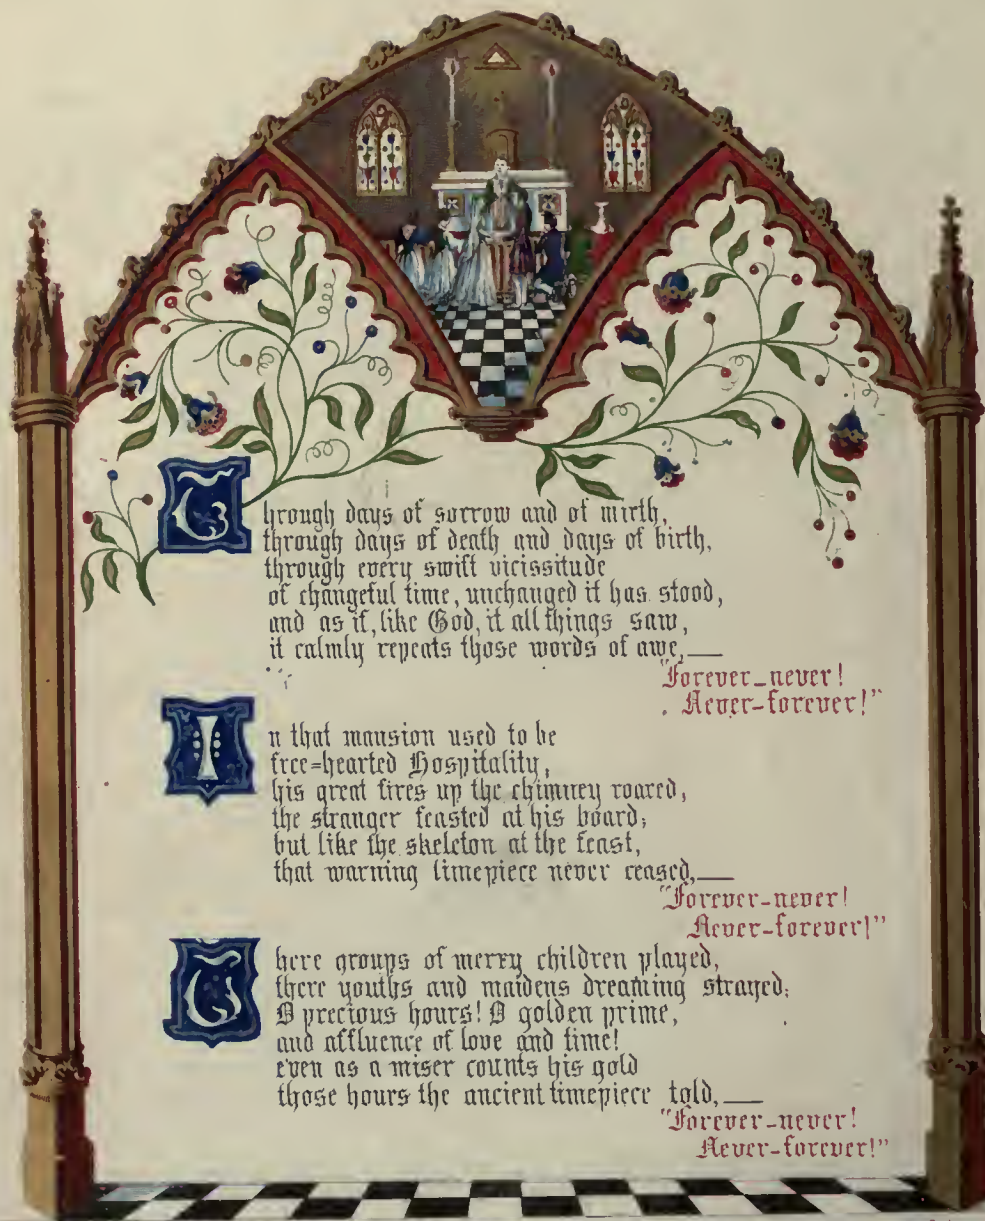 Through days of sorrow and of mirth,
through days of death and days of birth,
through every swift vicissitude
of changeful time, unchanged it has stood,
and as if, like God, it all things saw,
it calmly repeats those words of awe,—
"Forever-never!
Never-forever!"
In that mansion used to be
free=hearted Hospitality,
his great fires up the chimney roared,
the stranger feasted at his board;
but like the skeleton at the feast,
that warning timepiece never ceased,—
"Forever-never!
Never-forever!"
There groups of merry children played,
there youths and maidens dreaming strayed;
O precious hours! O golden prime,
and affluence of love and time!
even as a miser counts his gold
those hours the ancient timepiece told,—
"Forever-never!
Never-forever!"